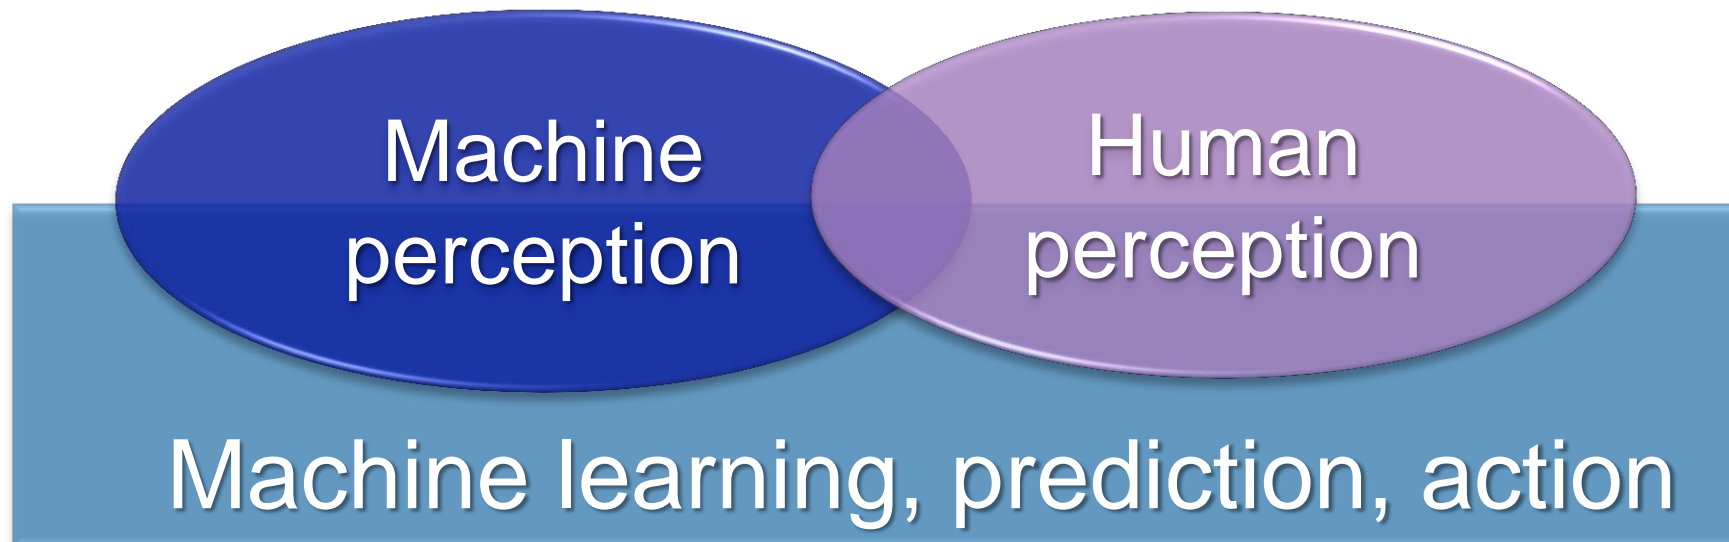 Machine
perception
Human
perception
Machine learning, prediction, action